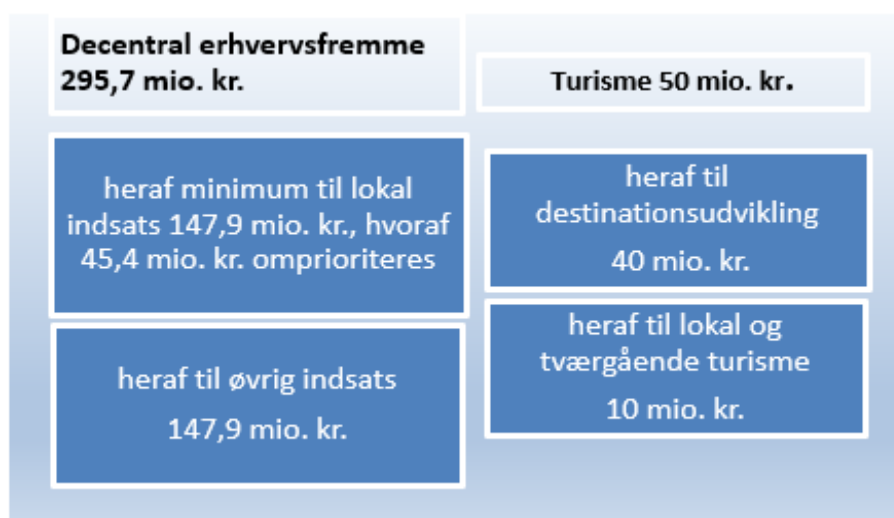 Decentral erhvervsfremme
295,7 mio. kr.
heraf minimum til lokal
indsats 147,9 mio. kr., hvoraf
45,4 mio. kr. omprioriteres
heraf til øvrig indsats
147,9 mio. kr.
Turisme 50 mio. kr.
heraf til
destinationsudvikling
40 mio. kr.
heraf til lokal og
tværgående turisme
10 mio. kr.